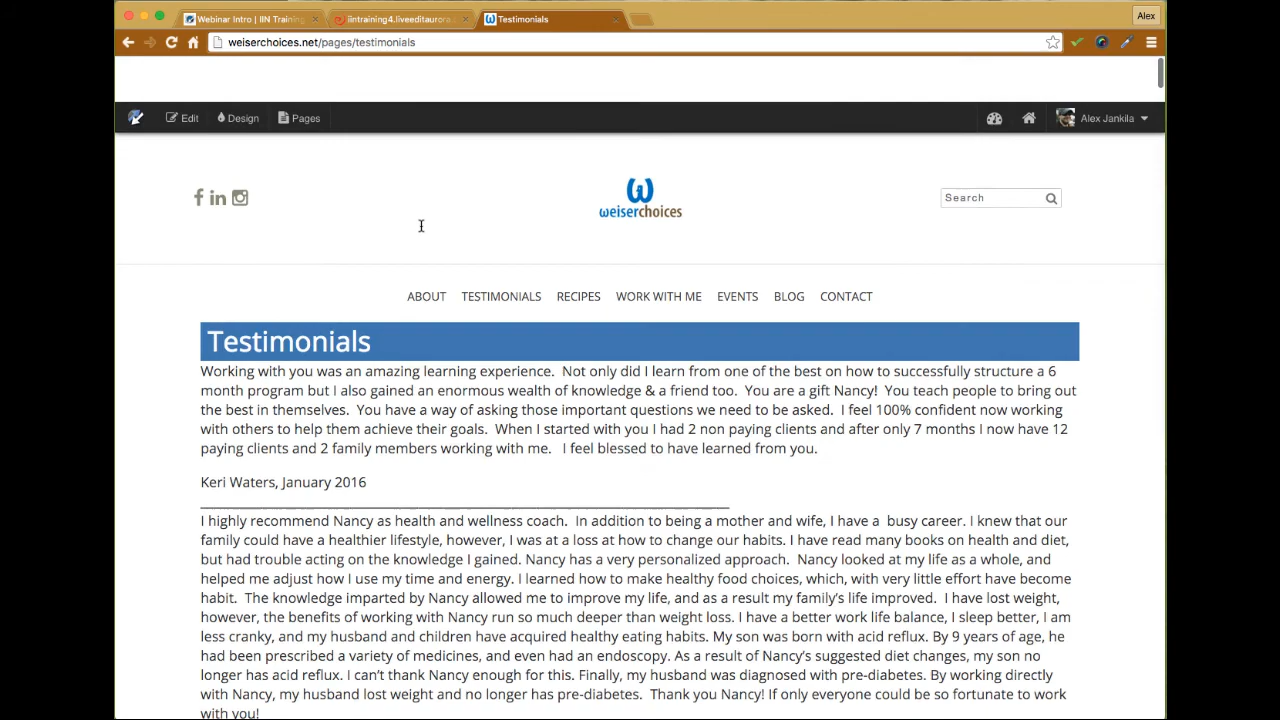 Webinar Intro | IIN Training
iintraining4.liveeditaurora.c
Testimonials
Alex
weiserchoices.net/pages/testimonials
Edit Design Pages Alex Jankila
weiserchoices
Search
ABOUT TESTIMONIALS RECIPES WORK WITH ME EVENTS BLOG CONTACT
Testimonials
Working with you was an amazing learning experience.  Not only did I learn from one of the best on how to successfully structure a 6
month program but I also gained an enormous wealth of knowledge & a friend too.  You are a gift Nancy!  You teach people to bring out
the best in themselves.  You have a way of asking those important questions we need to be asked.  I feel 100% confident now working
with others to help them achieve their goals.  When I started with you I had 2 non paying clients and after only 7 months I now have 12
paying clients and 2 family members working with me.   I feel blessed to have learned from you.
Keri Waters, January 2016
I highly recommend Nancy as health and wellness coach.  In addition to being a mother and wife, I have a  busy career. I knew that our
family could have a healthier lifestyle, however, I was at a loss at how to change our habits. I have read many books on health and diet,
but had trouble acting on the knowledge I gained. Nancy has a very personalized approach.  Nancy looked at my life as a whole, and
helped me adjust how I use my time and energy. I learned how to make healthy food choices, which, with very little effort have become
habit.  The knowledge imparted by Nancy allowed me to improve my life, and as a result my family's life improved.  I have lost weight,
however, the benefits of working with Nancy run so much deeper than weight loss. I have a better work life balance, I sleep better, I am
less cranky, and my husband and children have acquired healthy eating habits. My son was born with acid reflux. By 9 years of age, he
had been prescribed a variety of medicines, and even had an endoscopy. As a result of Nancy's suggested diet changes, my son no
longer has acid reflux. I can't thank Nancy enough for this. Finally, my husband was diagnosed with pre-diabetes. By working directly
with Nancy, my husband lost weight and no longer has pre-diabetes.  Thank you Nancy! If only everyone could be so fortunate to work
with you!